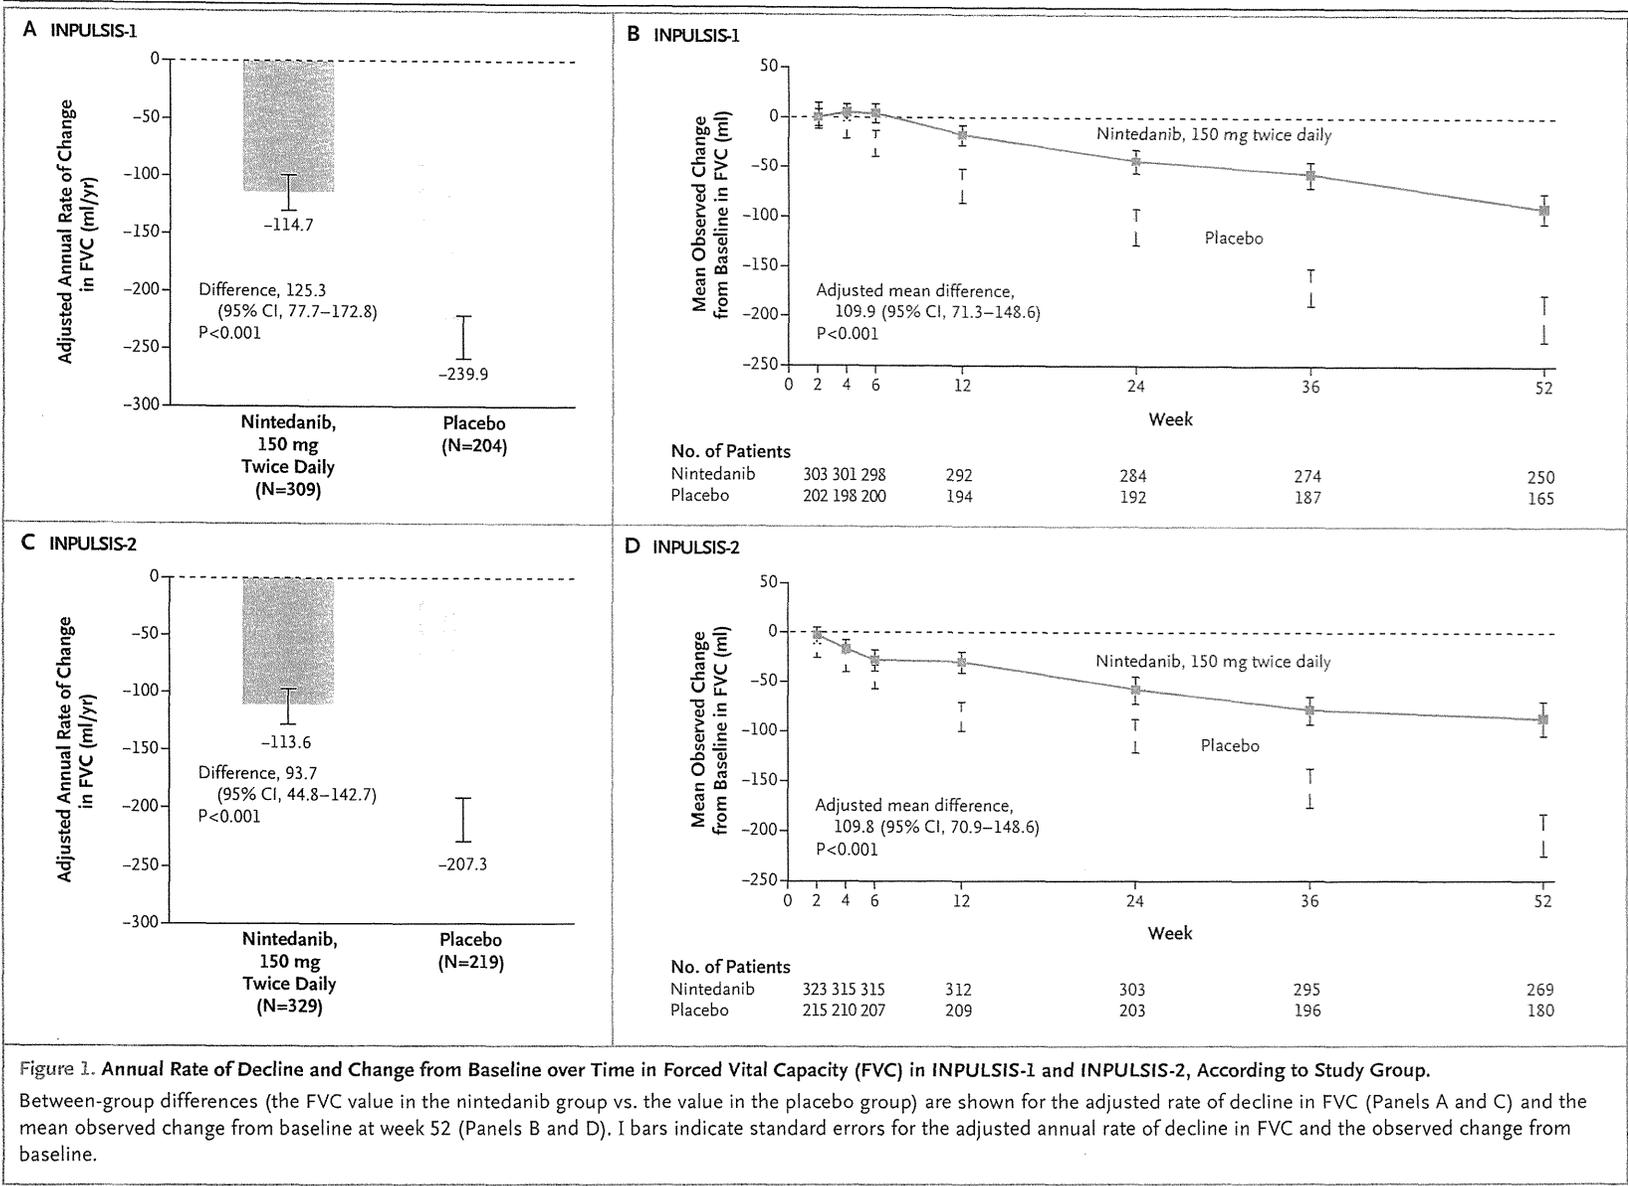 A INPULSIS-1
0
−50
−100
−150
−200
−250
−300
Adjusted Annual Rate of Change
in FVC (ml/yr)
−114.7
Difference, 125.3
(95% CI, 77.7–172.8)
P<0.001
−239.9
Nintedanib,
150 mg
Twice Daily
(N=309)
Placebo
(N=204)
B INPULSIS-1
50
0
−50
−100
−150
−200
−250
Mean Observed Change
from Baseline in FVC (ml)
Nintedanib, 150 mg twice daily
Placebo
Adjusted mean difference,
109.9 (95% CI, 71.3–148.6)
P<0.001
0 2 4 6 12 24 36 52
Week
No. of Patients
Nintedanib 303 301 298 292 284 274 250
Placebo 202 198 200 194 192 187 165
C INPULSIS-2
0
−50
−100
−150
−200
−250
−300
Adjusted Annual Rate of Change
in FVC (ml/yr)
−113.6
Difference, 93.7
(95% CI, 44.8–142.7)
P<0.001
−207.3
Nintedanib,
150 mg
Twice Daily
(N=329)
Placebo
(N=219)
D INPULSIS-2
50
0
−50
−100
−150
−200
−250
Mean Observed Change
from Baseline in FVC (ml)
Nintedanib, 150 mg twice daily
Placebo
Adjusted mean difference,
109.8 (95% CI, 70.9–148.6)
P<0.001
0 2 4 6 12 24 36 52
Week
No. of Patients
Nintedanib 323 315 315 312 303 295 269
Placebo 215 210 207 209 203 196 180
Figure 1. Annual Rate of Decline and Change from Baseline over Time in Forced Vital Capacity (FVC) in INPULSIS-1 and INPULSIS-2, According to Study Group.
Between-group differences (the FVC value in the nintedanib group vs. the value in the placebo group) are shown for the adjusted rate of decline in FVC (Panels A and C) and the
mean observed change from baseline at week 52 (Panels B and D). I bars indicate standard errors for the adjusted annual rate of decline in FVC and the observed change from
baseline.